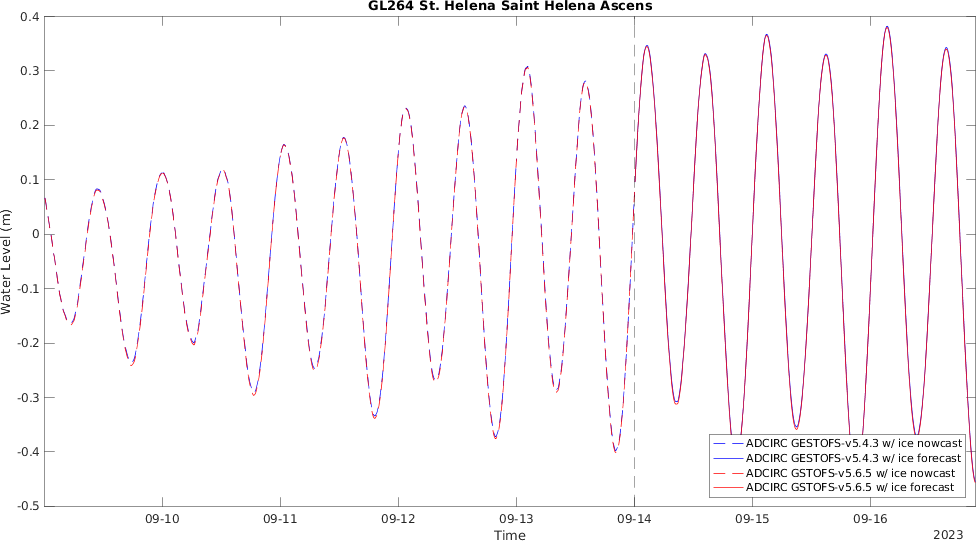 GL264 St. Helena Saint Helena Ascens
0.4
0.3
0.2
0.1
0
-0.1
-0.2
-0.3
-0.4
-0.5
Water Level (m)
ADCIRC GESTOFS-v5.4.3 w/ ice nowcast
ADCIRC GESTOFS-v5.4.3 w/ ice forecast
ADCIRC GSTOFS-v5.6.5 w/ ice nowcast
ADCIRC GSTOFS-v5.6.5 w/ ice forecast
09-10 09-11 09-12 09-13 09-14 09-15 09-16
Time
2023